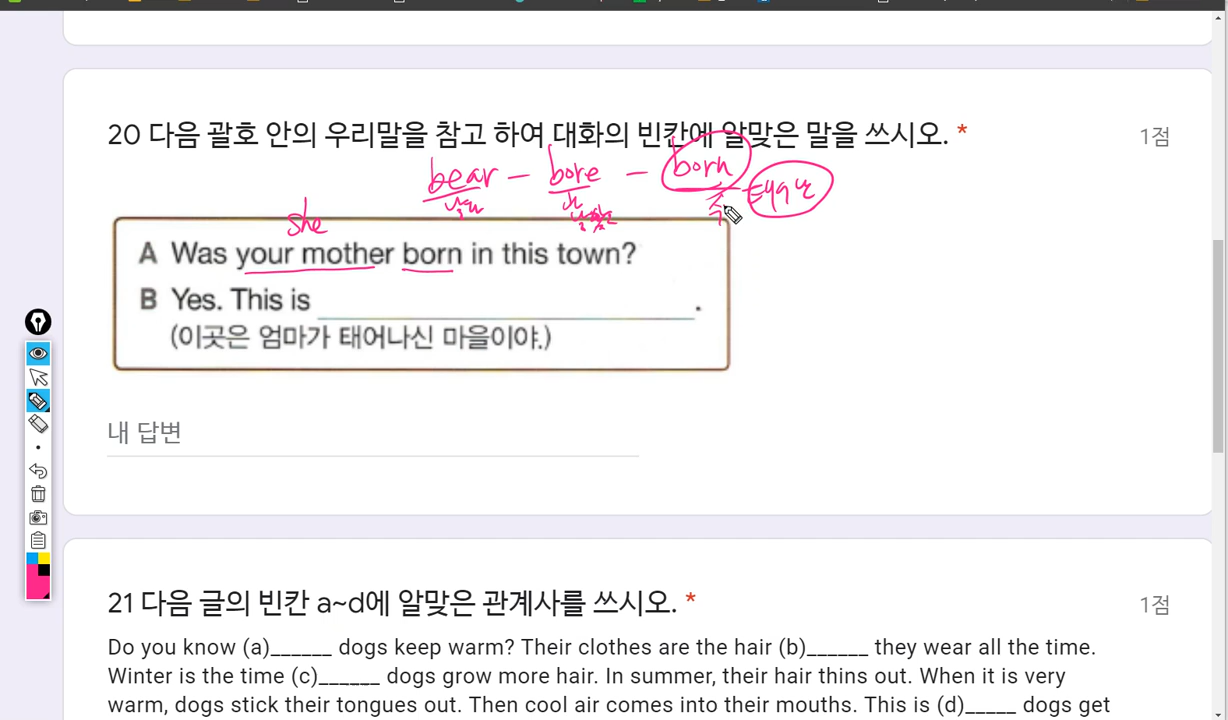 20 다음 괄호 안의 우리말을 참고 하여 대화의 빈칸에 알맞은 말을 쓰시오. *
1점
bear - bore - born
she
A Was your mother born in this town?
B Yes. This is ______________.
(이곳은 엄마가 태어나신 마을이야.)
내 답변
21 다음 글의 빈칸 a~d에 알맞은 관계사를 쓰시오. *
1점
Do you know (a)______ dogs keep warm? Their clothes are the hair (b)______ they wear all the time.
Winter is the time (c)______ dogs grow more hair. In summer, their hair thins out. When it is very
warm, dogs stick their tongues out. Then cool air comes into their mouths. This is (d)_____ dogs get